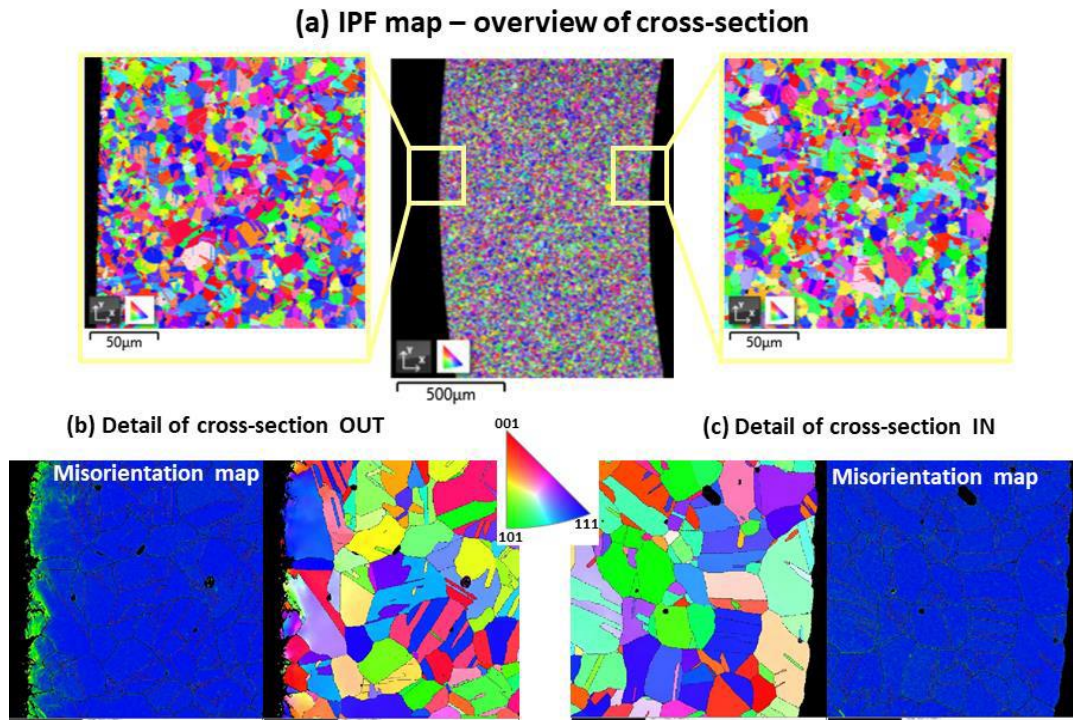 (a) IPF map – overview of cross-section
Y
X
50µm
Y
X
500µm
Y
X
50µm
(b) Detail of cross-section OUT
001
101
111
(c) Detail of cross-section IN
Misorientation map
Misorientation map